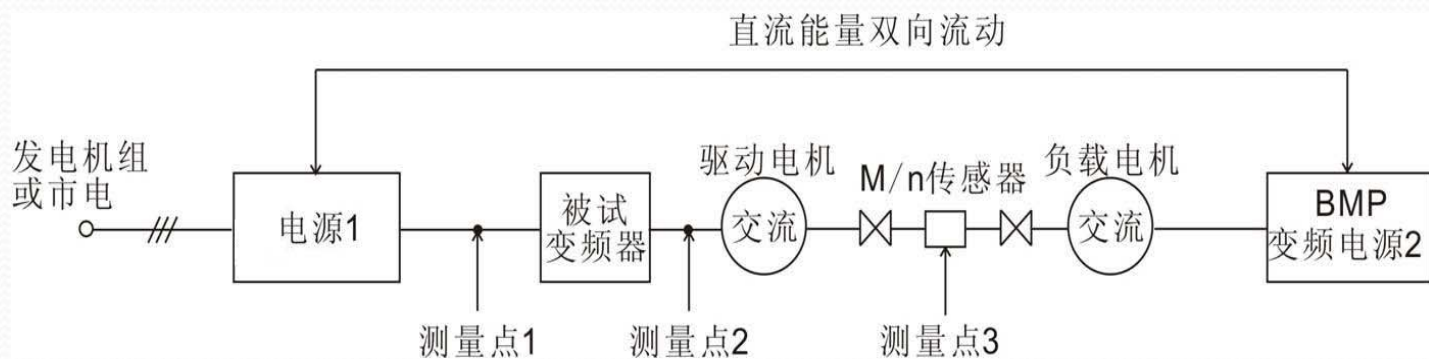 直流能量双向流动
发电机组
或市电
电源1
被试
变频器
驱动电机
交流
M/n传感器
负载电机
交流
BMP
变频电源2
测量点1
测量点2
测量点3